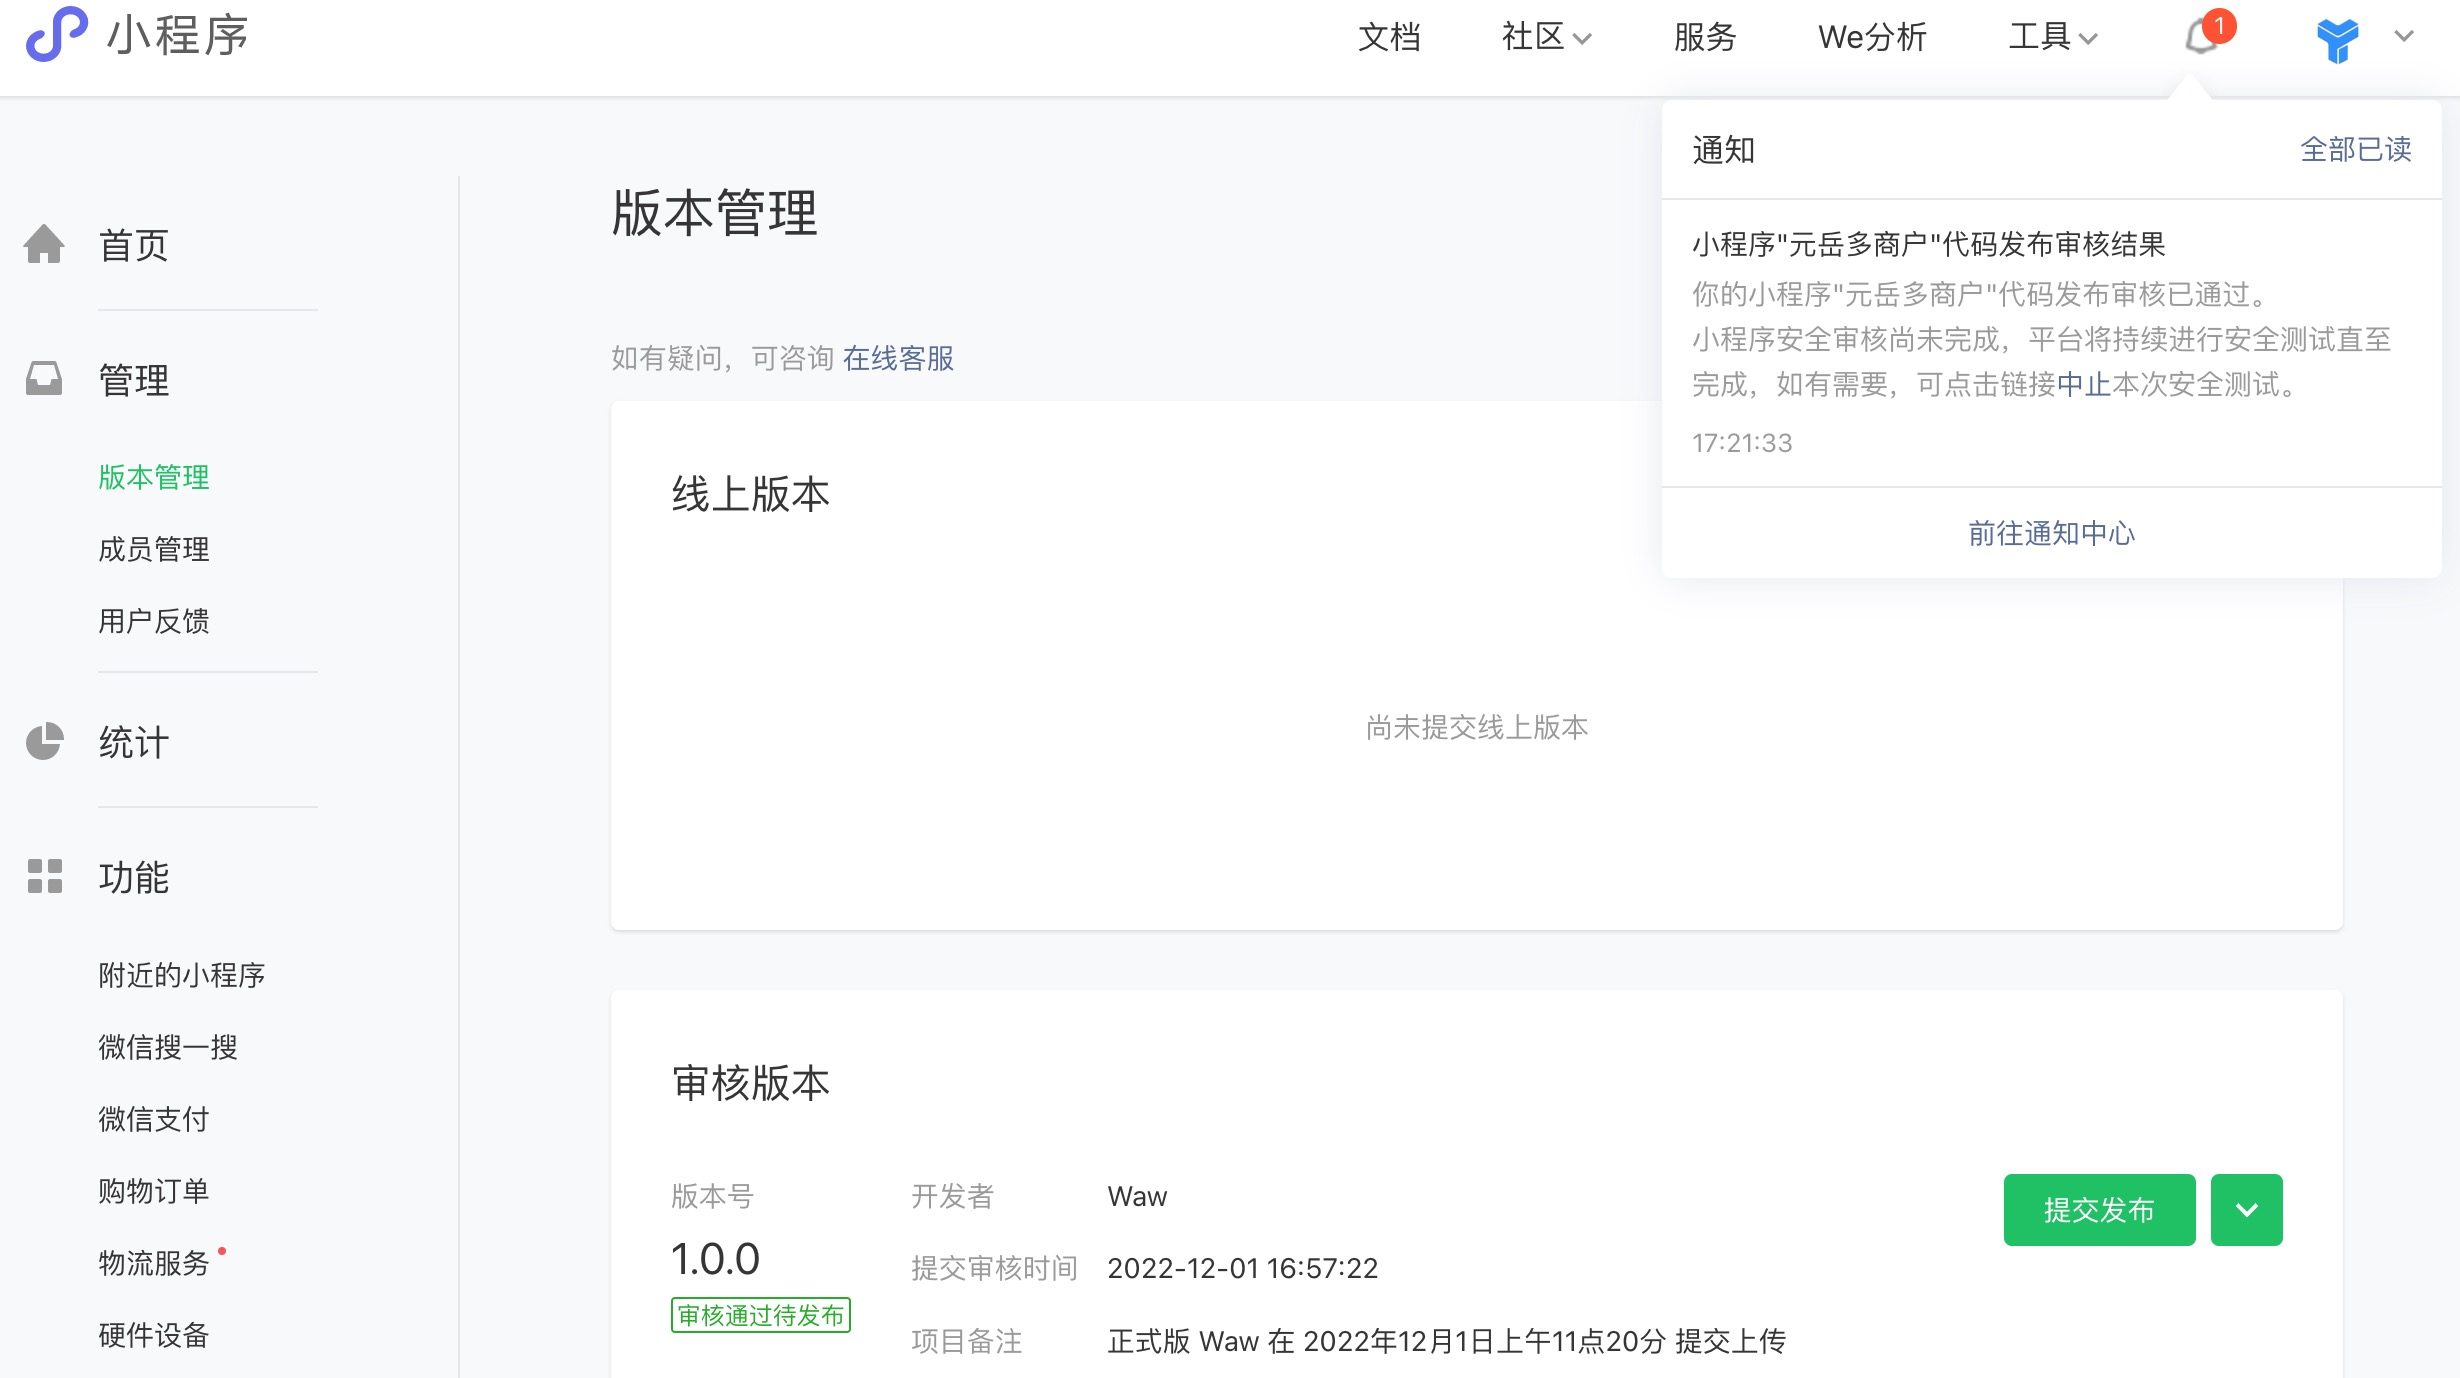 小程序
文档 社区 服务 We分析 工具 1
通知 全部已读
小程序"元岳多商户"代码发布审核结果
你的小程序"元岳多商户"代码发布审核已通过。
小程序安全审核尚未完成，平台将持续进行安全测试直至
完成，如有需要，可点击链接中止本次安全测试。
17:21:33
前往通知中心
首页
管理
版本管理
成员管理
用户反馈
统计
功能
附近的小程序
微信搜一搜
微信支付
购物订单
物流服务
硬件设备
版本管理
如有疑问，可咨询 在线客服
线上版本
尚未提交线上版本
审核版本
版本号
1.0.0
审核通过待发布
开发者 Waw
提交审核时间 2022-12-01 16:57:22
项目备注 正式版 Waw 在 2022年12月1日上午11点20分 提交上传
提交发布